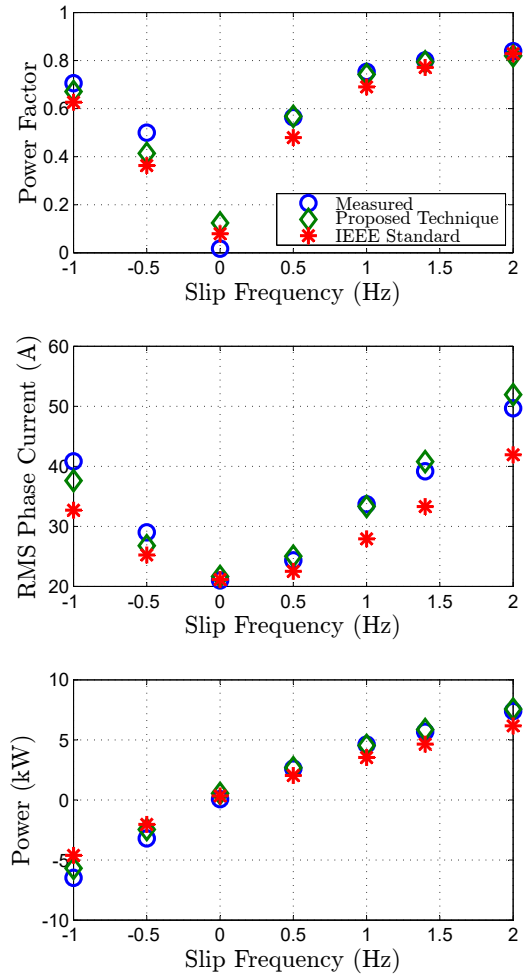 1
0.8
0.6
0.4
0.2
0
Power Factor
Measured
Proposed Technique
IEEE Standard
-1 -0.5 0 0.5 1 1.5 2
Slip Frequency (Hz)
60
50
40
30
20
RMS Phase Current (A)
-1 -0.5 0 0.5 1 1.5 2
Slip Frequency (Hz)
10
5
0
-5
-10
Power (kW)
-1 -0.5 0 0.5 1 1.5 2
Slip Frequency (Hz)